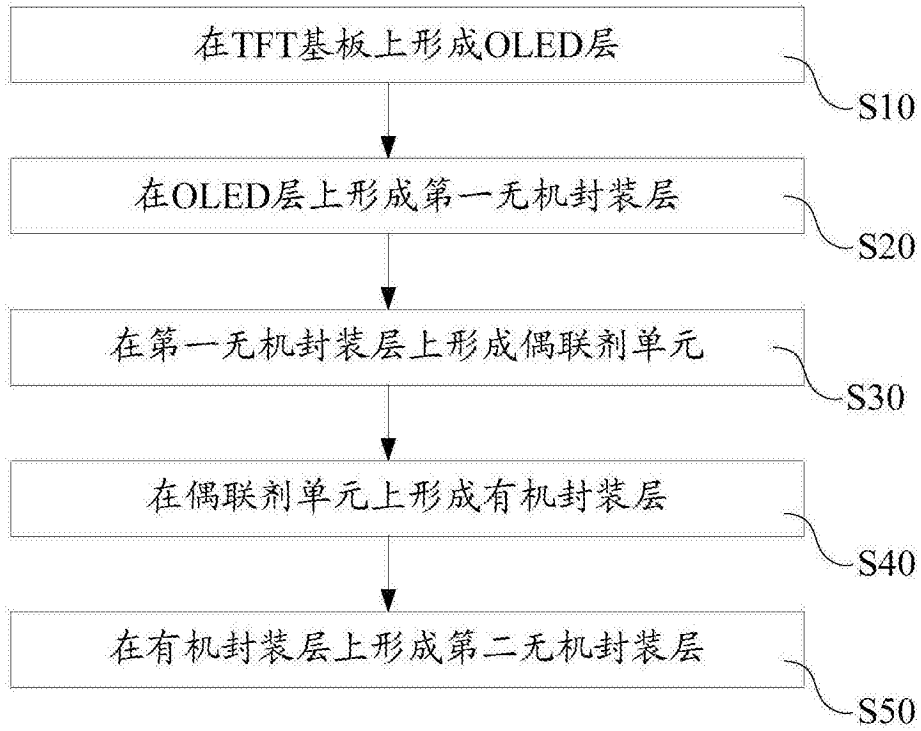 在TFT基板上形成OLED层
S10
在OLED层上形成第一无机封装层
S20
在第一无机封装层上形成偶联剂单元
S30
在偶联剂单元上形成有机封装层
S40
在有机封装层上形成第二无机封装层
S50